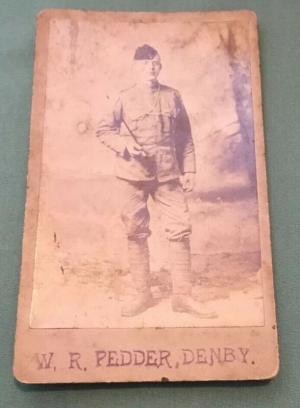 W. R. PEDDER, DENBY.